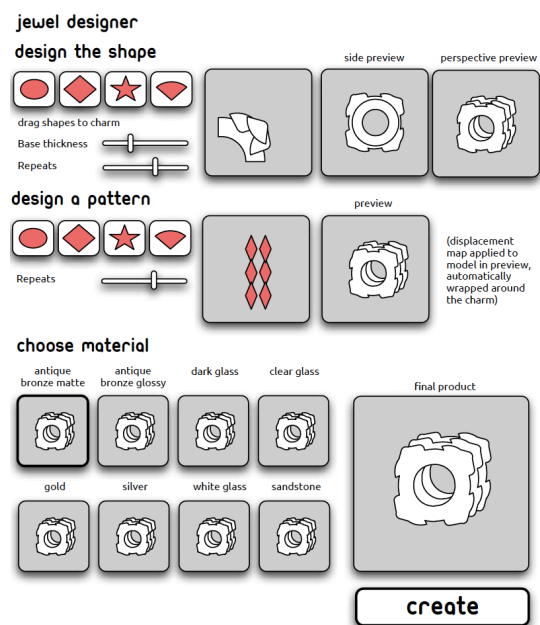 jewel designer
design the shape
side preview
perspective preview
drag shapes to charm
Base thickness
Repeats
design a pattern
preview
Repeats
(displacement
map applied to
model in preview,
automatically
wrapped around
the charm)
choose material
antique
bronze matte
antique
bronze glossy
dark glass
clear glass
final product
gold
silver
white glass
sandstone
create